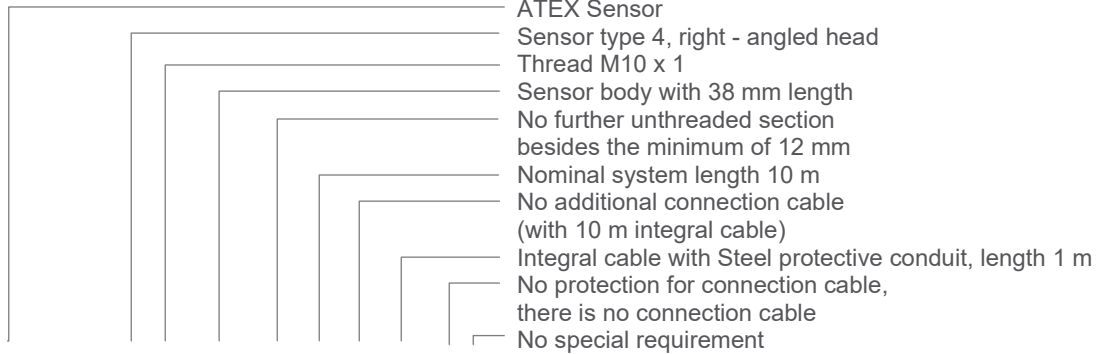 ATEX Sensor
Sensor type 4, right - angled head
Thread M10 x 1
Sensor body with 38 mm length
No further unthreaded section
besides the minimum of 12 mm
Nominal system length 10 m
No additional connection cable
(with 10 m integral cable)
Integral cable with Steel protective conduit, length 1 m
No protection for connection cable,
there is no connection cable
No special requirement